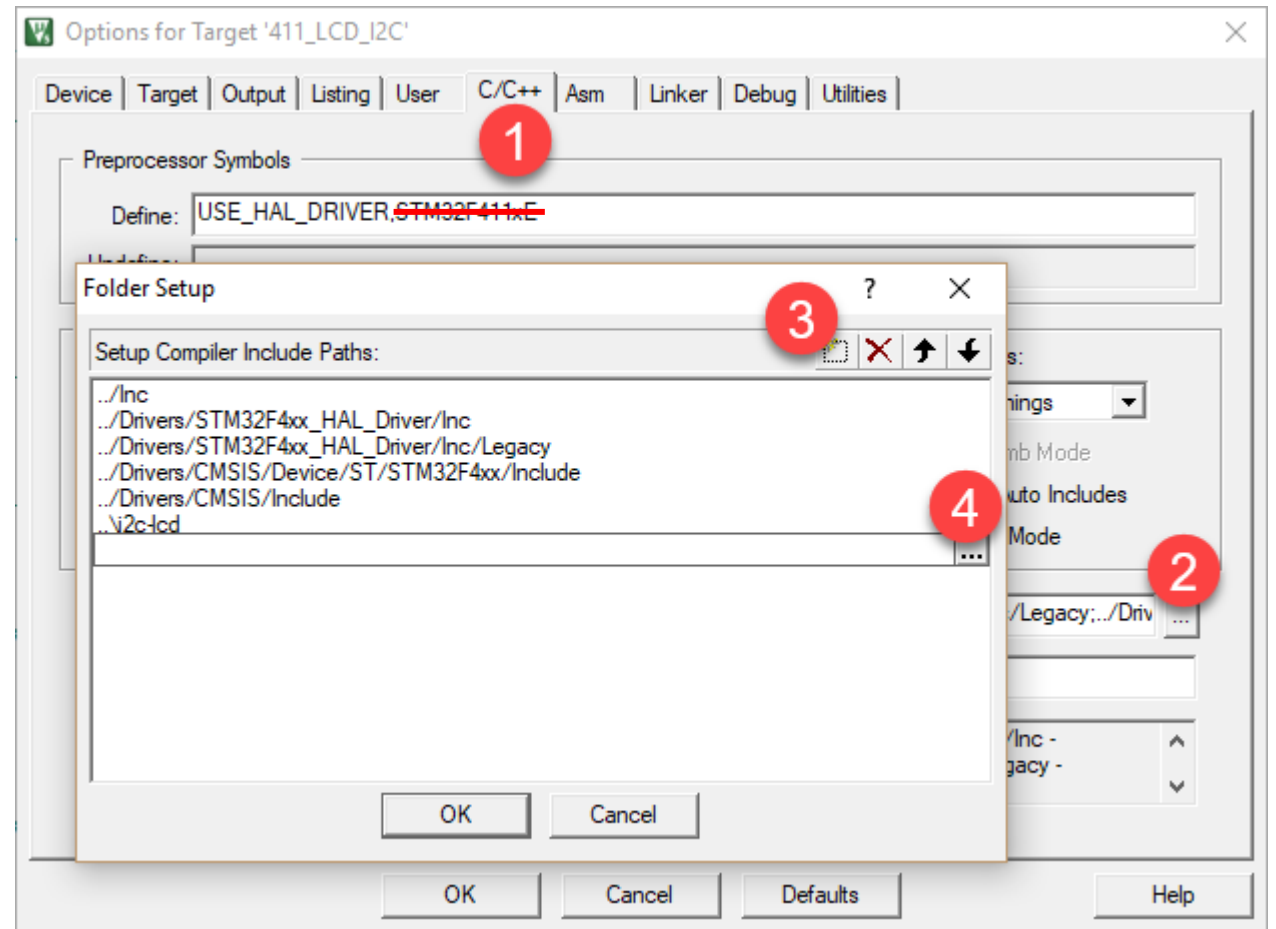 Options for Target '411_LCD_I2C'
Device Target Output Listing User C/C++ Asm Linker Debug Utilities
1
Preprocessor Symbols
Define: USE_HAL_DRIVER,STM32F411xE
Folder Setup ?
3
Setup Compiler Include Paths:
../Inc
../Drivers/STM32F4xx_HAL_Driver/Inc
../Drivers/STM32F4xx_HAL_Driver/Inc/Legacy
../Drivers/CMSIS/Device/ST/STM32F4xx/Include
../Drivers/CMSIS/Include
..\i2c-lcd
4
...
s:
nings
mb Mode
uto Includes
Mode
2
/Legacy;../Driv ...
/Inc -
gacy -
OK Cancel
OK Cancel Defaults Help